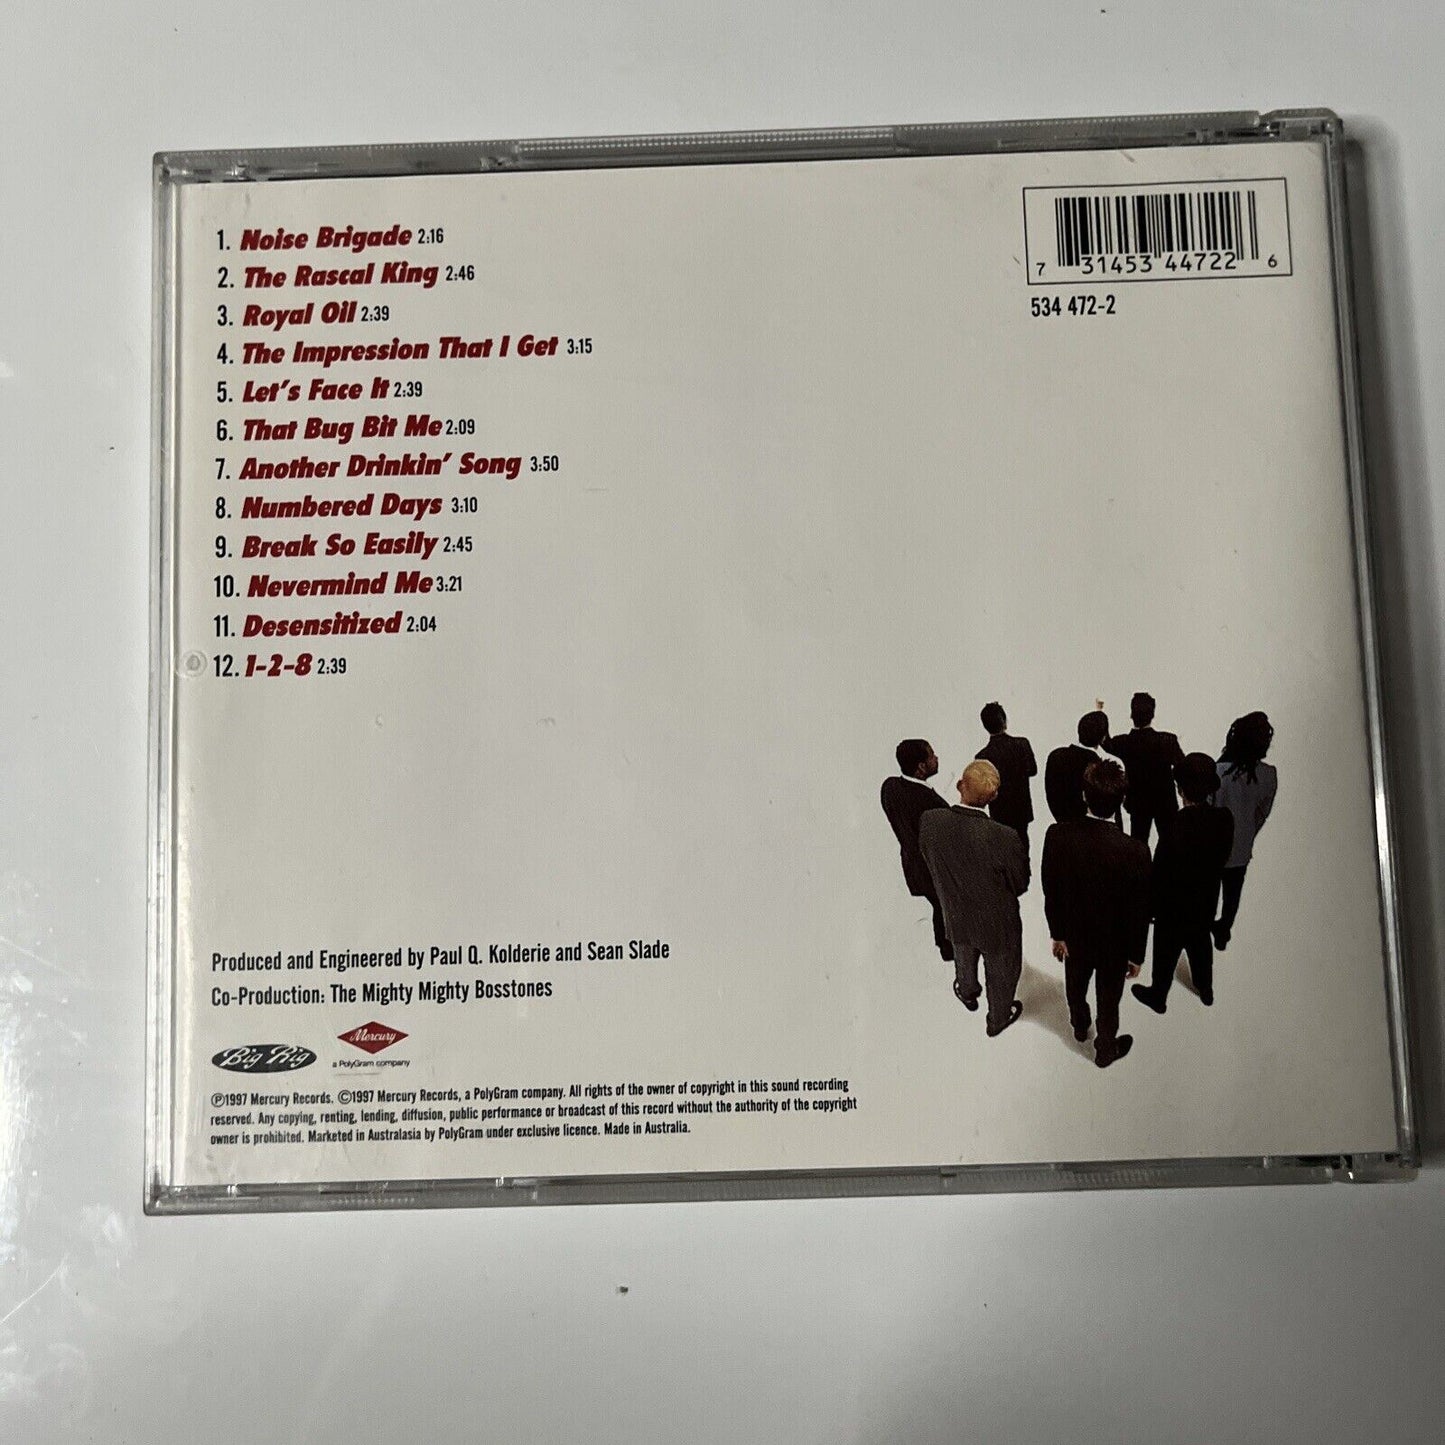 1. Noise Brigade 2:16
2. The Rascal King 2:46
3. Royal Oil 2:39
4. The Impression That I Get 3:15
5. Let's Face It 2:39
6. That Bug Bit Me 2:09
7. Another Drinkin' Song 3:50
8. Numbered Days 3:10
9. Break So Easily 2:45
10. Nevermind Me 3:21
11. Desensitized 2:04
12. 1-2-8 2:39
7 31453 44722 6
534 472-2
Produced and Engineered by Paul Q. Kolderie and Sean Slade
Co-Production: The Mighty Mighty Bosstones
Big Rig
Mercury
a PolyGram company
℗1997 Mercury Records. ©1997 Mercury Records, a PolyGram company. All rights of the owner of copyright in this sound recording
reserved. Any copying, renting, lending, diffusion, public performance or broadcast of this record without the authority of the copyright
owner is prohibited. Marketed in Australasia by PolyGram under exclusive licence. Made in Australia.